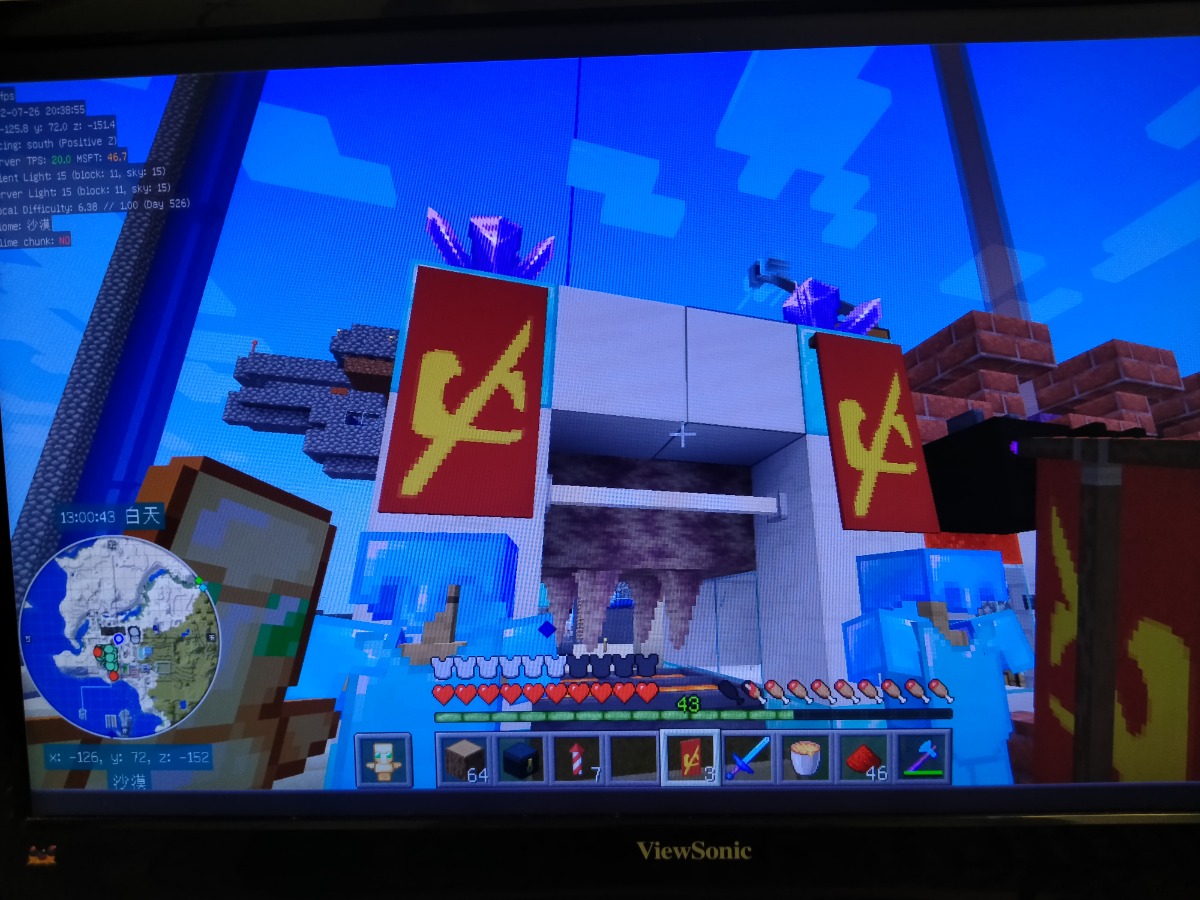 fps
2-07-26 20:38:55
-125.8 y: 72.0 z: -151.4
cing: south (Positive Z)
rver TPS: 20.0 MSPT: 46.7
ient Light: 15 (block: 11, sky: 15)
rver Light: 15 (block: 11, sky: 15)
ocal Difficulty: 6.38 // 1.00 (Day 526)
iome: 沙漠
lime chunk: NO
13:00:43 白天
x: -126, y: 72, z: -152
沙漠
43
64
7
3
46
ViewSonic